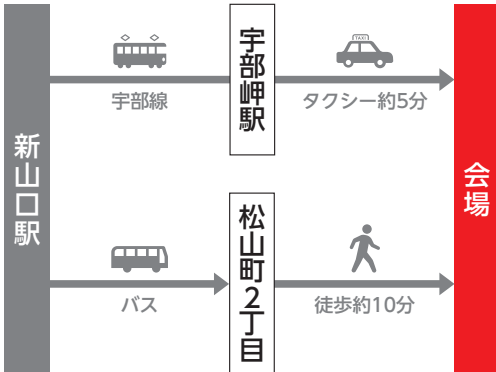 新山口駅
宇部線
宇部岬駅
TAXI
タクシー約5分
バス
松山町2丁目
徒歩約10分
会場